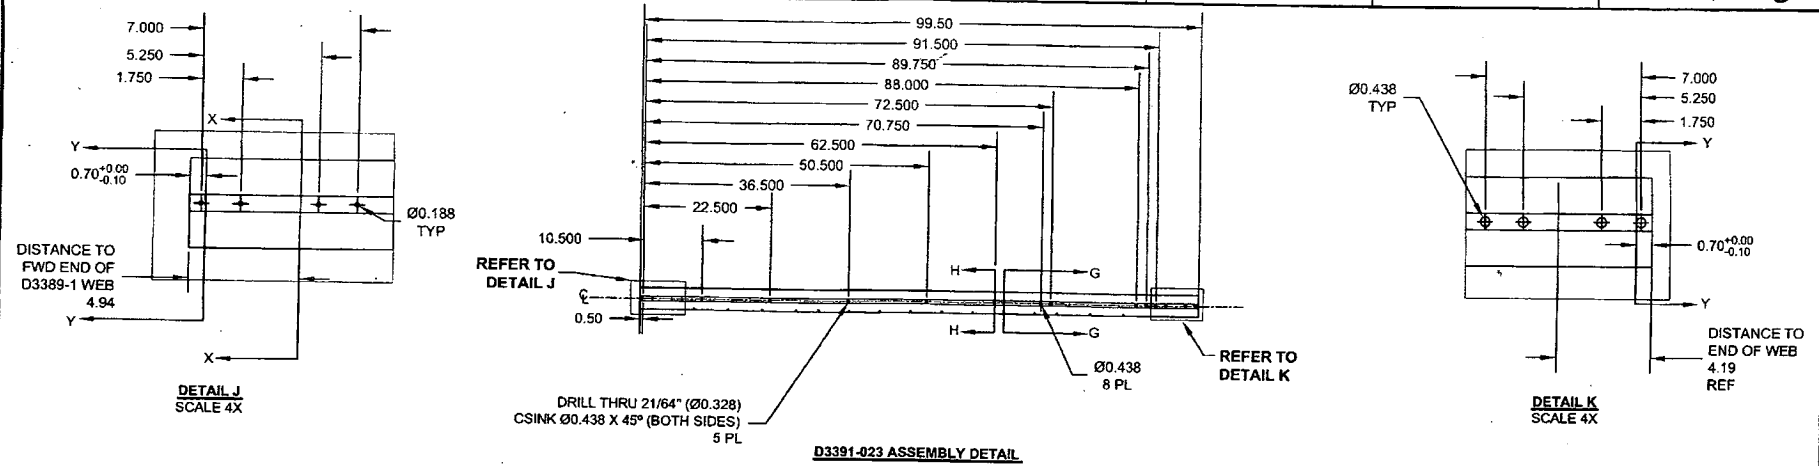 7.000
5.250
1.750
X
Y
0.70+0.00
-0.10
Ø0.188
TYP
DISTANCE TO
FWD END OF
D3389-1 WEB
4.94
Y
X
DETAIL J
SCALE 4X
99.50
91.500
89.750
88.000
72.500
70.750
62.500
50.500
36.500
22.500
10.500
REFER TO
DETAIL J
H
G
℄
0.50
H
G
REFER TO
DETAIL K
Ø0.438
8 PL
DRILL THRU 21/64" (Ø0.328)
CSINK Ø0.438 X 45° (BOTH SIDES)
5 PL
D3391-023 ASSEMBLY DETAIL
Ø0.438
TYP
7.000
5.250
1.750
Y
0.70+0.00
-0.10
Y
DISTANCE TO
END OF WEB
4.19
REF
DETAIL K
SCALE 4X